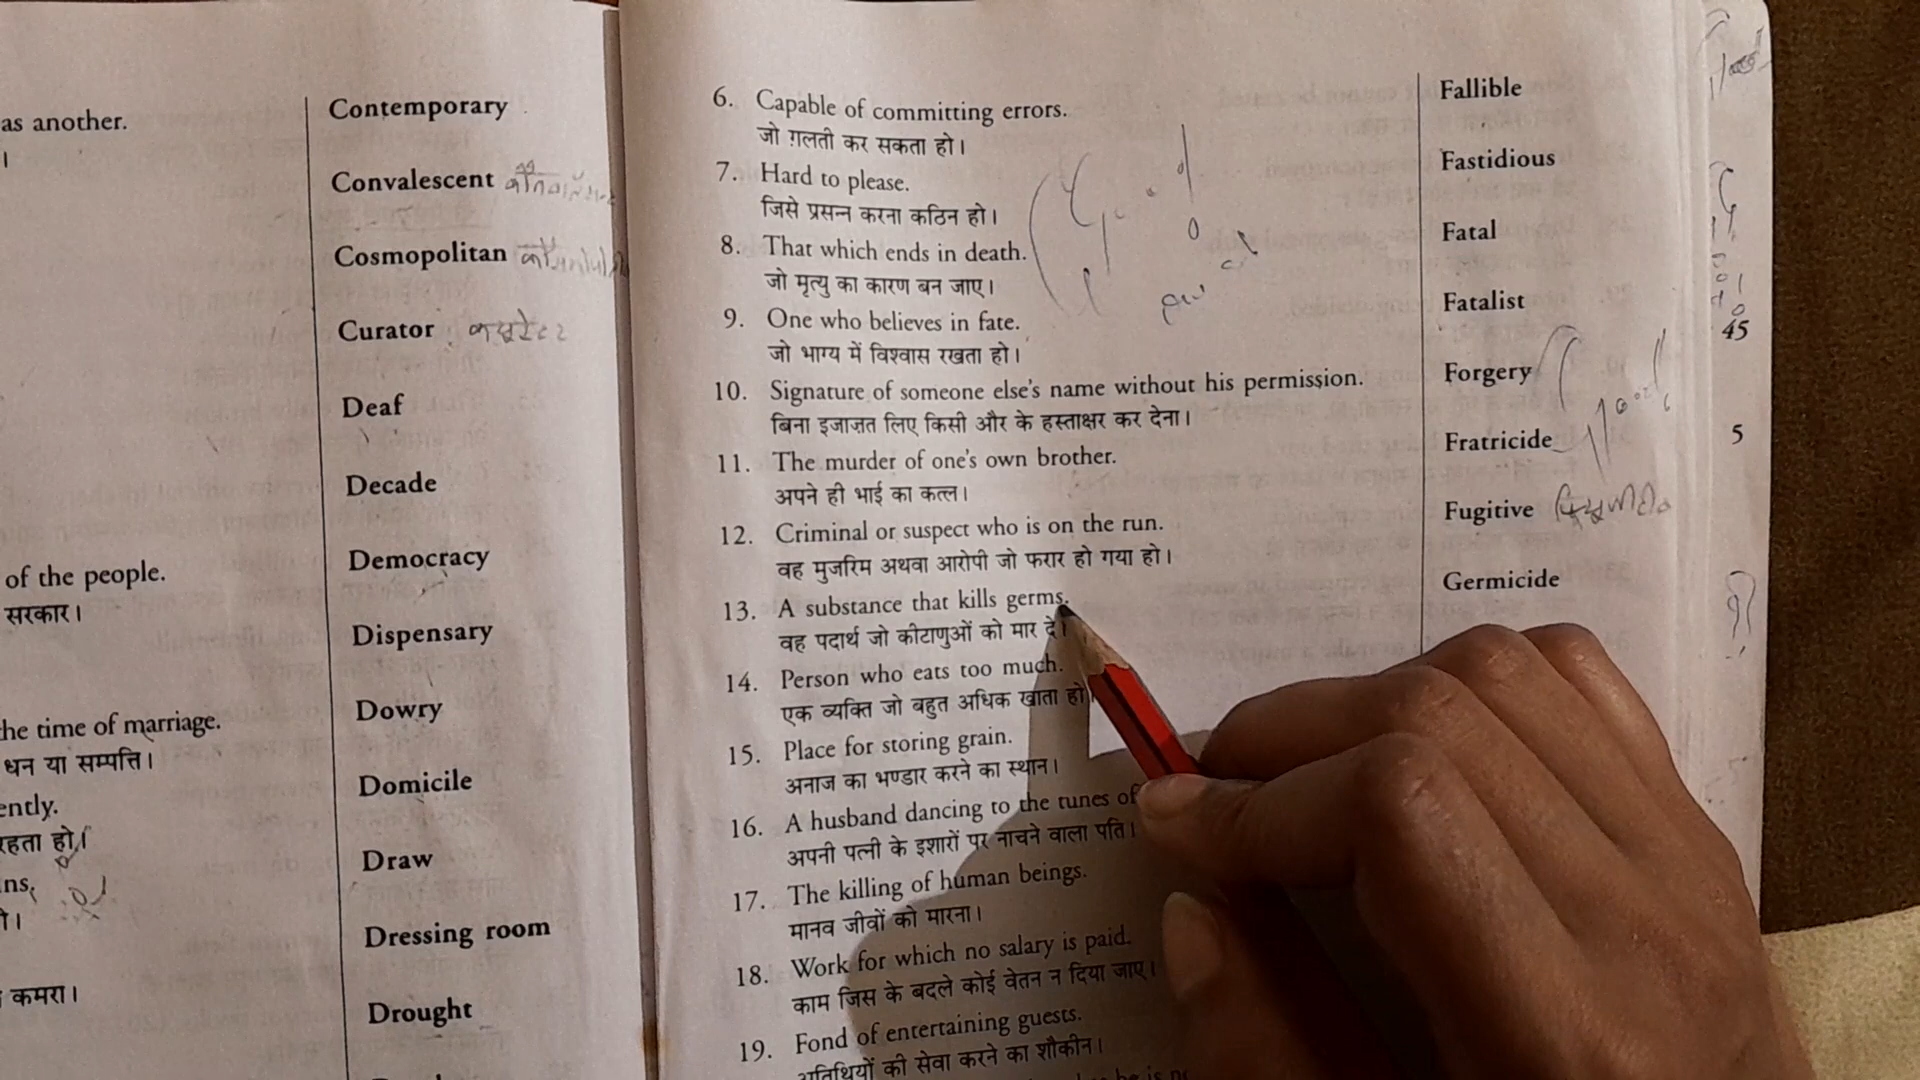 as another.
।
Contemporary
Convalescent
Cosmopolitan
Curator
Deaf
Decade
of the people.
सरकार।
Democracy
Dispensary
he time of marriage.
धन या सम्पत्ति।
Dowry
ently.
रहता हो।
Domicile
ns,
Draw
Dressing room
कमरा।
Drought
6. Capable of committing errors. Fallible
जो ग़लती कर सकता हो।
7. Hard to please. Fastidious
जिसे प्रसन्न करना कठिन हो।
8. That which ends in death. Fatal
जो मृत्यु का कारण बन जाए।
9. One who believes in fate. Fatalist
जो भाग्य में विश्वास रखता हो।
45
10. Signature of someone else's name without his permission. Forgery
बिना इजाज़त लिए किसी और के हस्ताक्षर कर देना।
11. The murder of one's own brother. Fratricide 5
अपने ही भाई का कत्ल।
12. Criminal or suspect who is on the run. Fugitive
वह मुजरिम अथवा आरोपी जो फरार हो गया हो।
13. A substance that kills germs. Germicide
वह पदार्थ जो कीटाणुओं को मार दे।
14. Person who eats too much.
एक व्यक्ति जो बहुत अधिक खाता हो।
15. Place for storing grain.
अनाज का भण्डार करने का स्थान।
16. A husband dancing to the tunes of
अपनी पत्नी के इशारों पर नाचने वाला पति।
17. The killing of human beings.
मानव जीवों को मारना।
18. Work for which no salary is paid.
काम जिस के बदले कोई वेतन न दिया जाए।
19. Fond of entertaining guests.
अतिथियों की सेवा करने का शौकीन।